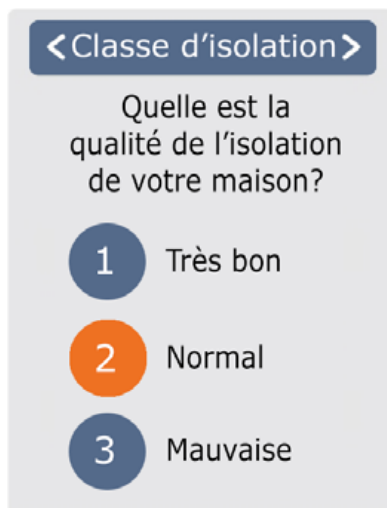 <Classe d’isolation>
Quelle est la
qualité de l’isolation
de votre maison?
1 Très bon
2 Normal
3 Mauvaise